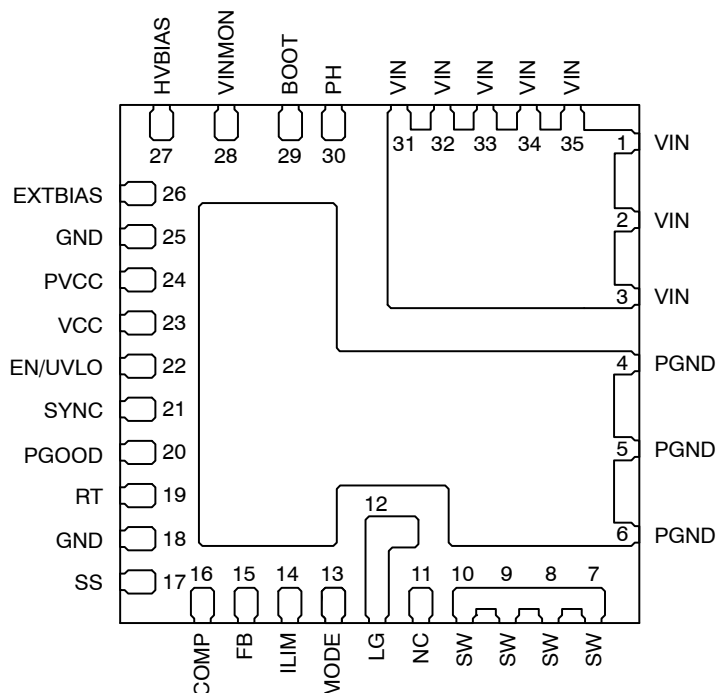 HVBIAS
VINMON
BOOT
PH
VIN
VIN
VIN
VIN
VIN
27
28
29
30
31
32
33
34
35
1
VIN
EXTBIAS
26
GND
25
2
VIN
PVCC
24
3
VIN
VCC
23
EN/UVLO
22
4
PGND
SYNC
21
PGOOD
20
5
PGND
RT
19
12
GND
18
6
PGND
SS
17
16
15
14
13
11
10
9
8
7
COMP
FB
ILIM
MODE
LG
NC
SW
SW
SW
SW